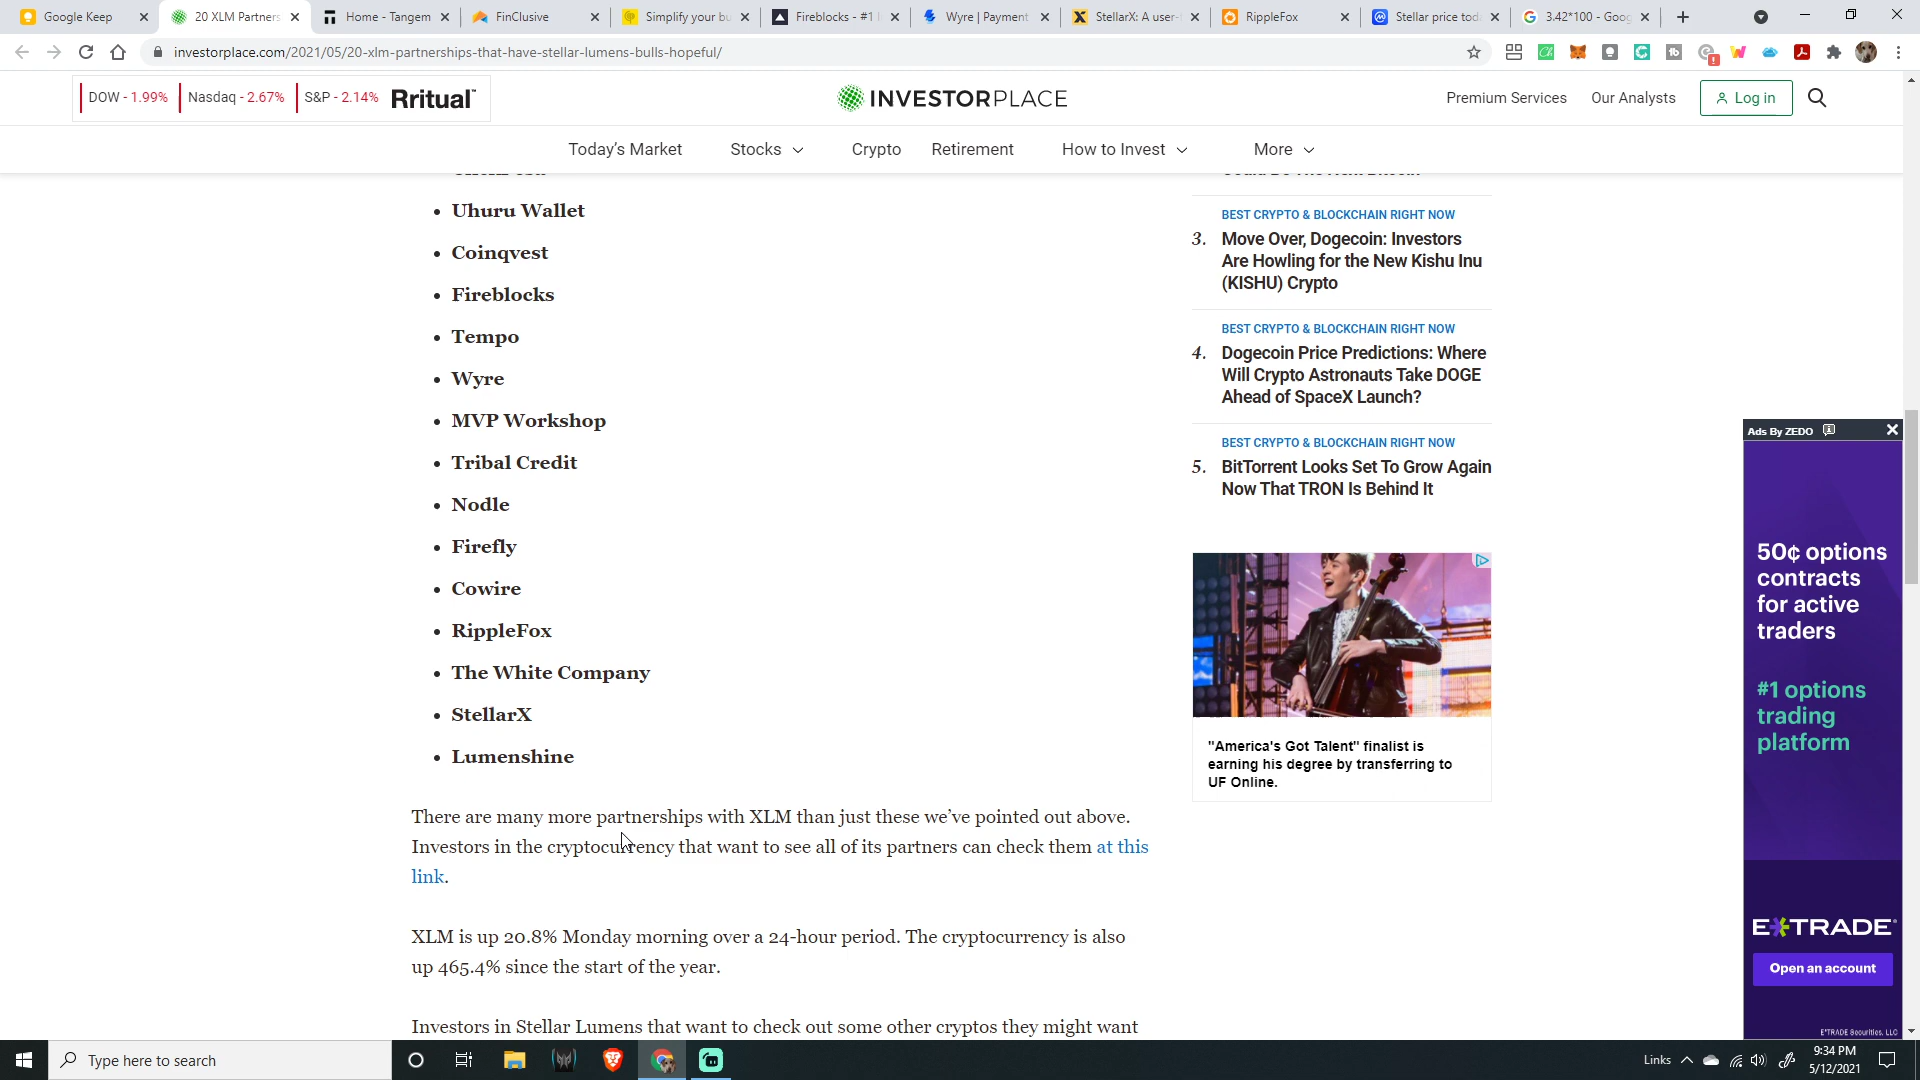 Google Keep
20 XLM Partners
Home - Tangem
FinClusive
Simplify your bu
Fireblocks - #1
Wyre | Payment
StellarX: A user-
RippleFox
Stellar price tod
3.42*100 - Goog
investorplace.com/2021/05/20-xlm-partnerships-that-have-stellar-lumens-bulls-hopeful/
DOW - 1.99%
Nasdaq - 2.67%
S&P - 2.14%
Rritual
INVESTORPLACE
Premium Services
Our Analysts
Log in
Today's Market
Stocks
Crypto
Retirement
How to Invest
More
• Uhuru Wallet
• Coinqvest
• Fireblocks
• Tempo
• Wyre
• MVP Workshop
• Tribal Credit
• Nodle
• Firefly
• Cowire
• RippleFox
• The White Company
• StellarX
• Lumenshine
There are many more partnerships with XLM than just these we've pointed out above.
Investors in the cryptocurrency that want to see all of its partners can check them at this
link.
XLM is up 20.8% Monday morning over a 24-hour period. The cryptocurrency is also
up 465.4% since the start of the year.
Investors in Stellar Lumens that want to check out some other cryptos they might want
BEST CRYPTO & BLOCKCHAIN RIGHT NOW
3. Move Over, Dogecoin: Investors
Are Howling for the New Kishu Inu
(KISHU) Crypto
BEST CRYPTO & BLOCKCHAIN RIGHT NOW
4. Dogecoin Price Predictions: Where
Will Crypto Astronauts Take DOGE
Ahead of SpaceX Launch?
BEST CRYPTO & BLOCKCHAIN RIGHT NOW
5. BitTorrent Looks Set To Grow Again
Now That TRON Is Behind It
"America's Got Talent" finalist is
earning his degree by transferring to
UF Online.
Ads By ZEDO
50¢ options
contracts
for active
traders
#1 options
trading
platform
E*TRADE
Open an account
E*TRADE Securities, LLC
Type here to search
Links
9:34 PM
5/12/2021